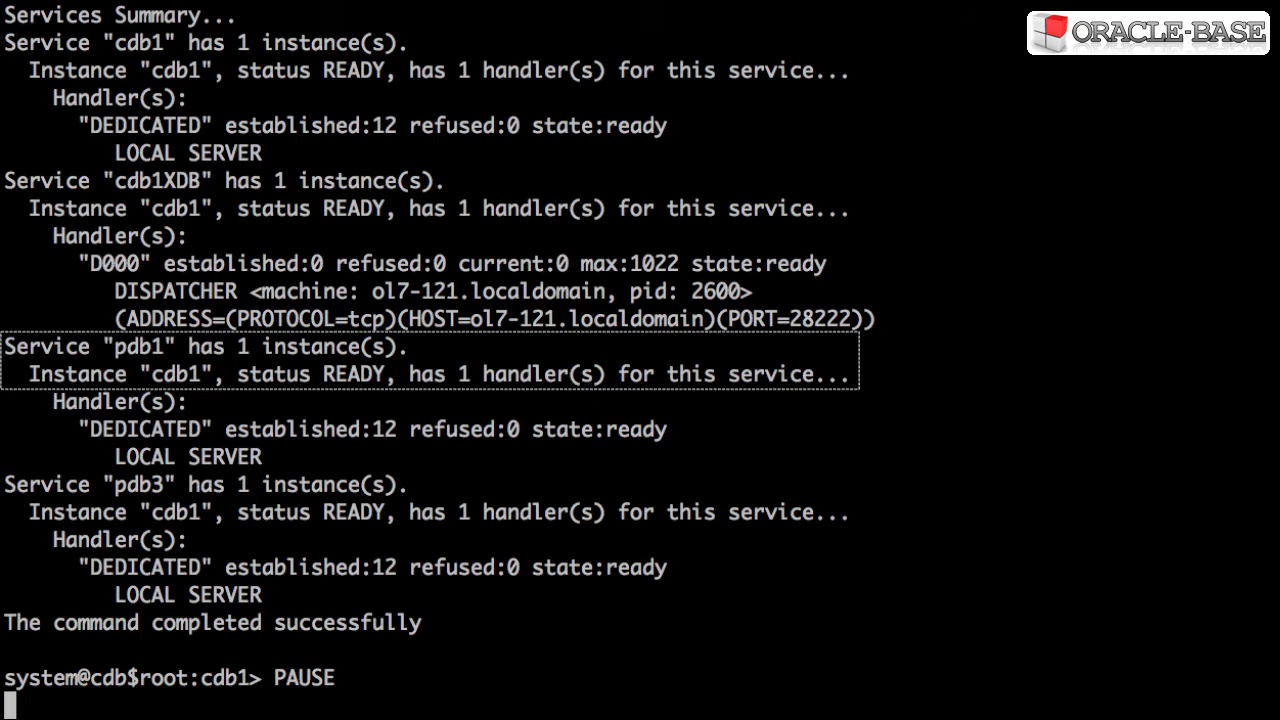 Services Summary...
Service "cdb1" has 1 instance(s).
  Instance "cdb1", status READY, has 1 handler(s) for this service...
    Handler(s):
      "DEDICATED" established:12 refused:0 state:ready
         LOCAL SERVER
Service "cdb1XDB" has 1 instance(s).
  Instance "cdb1", status READY, has 1 handler(s) for this service...
    Handler(s):
      "D000" established:0 refused:0 current:0 max:1022 state:ready
         DISPATCHER <machine: ol7-121.localdomain, pid: 2600>
         (ADDRESS=(PROTOCOL=tcp)(HOST=ol7-121.localdomain)(PORT=28222))
Service "pdb1" has 1 instance(s).
  Instance "cdb1", status READY, has 1 handler(s) for this service...
    Handler(s):
      "DEDICATED" established:12 refused:0 state:ready
         LOCAL SERVER
Service "pdb3" has 1 instance(s).
  Instance "cdb1", status READY, has 1 handler(s) for this service...
    Handler(s):
      "DEDICATED" established:12 refused:0 state:ready
         LOCAL SERVER
The command completed successfully
system@cdb$root:cdb1> PAUSE
ORACLE-BASE